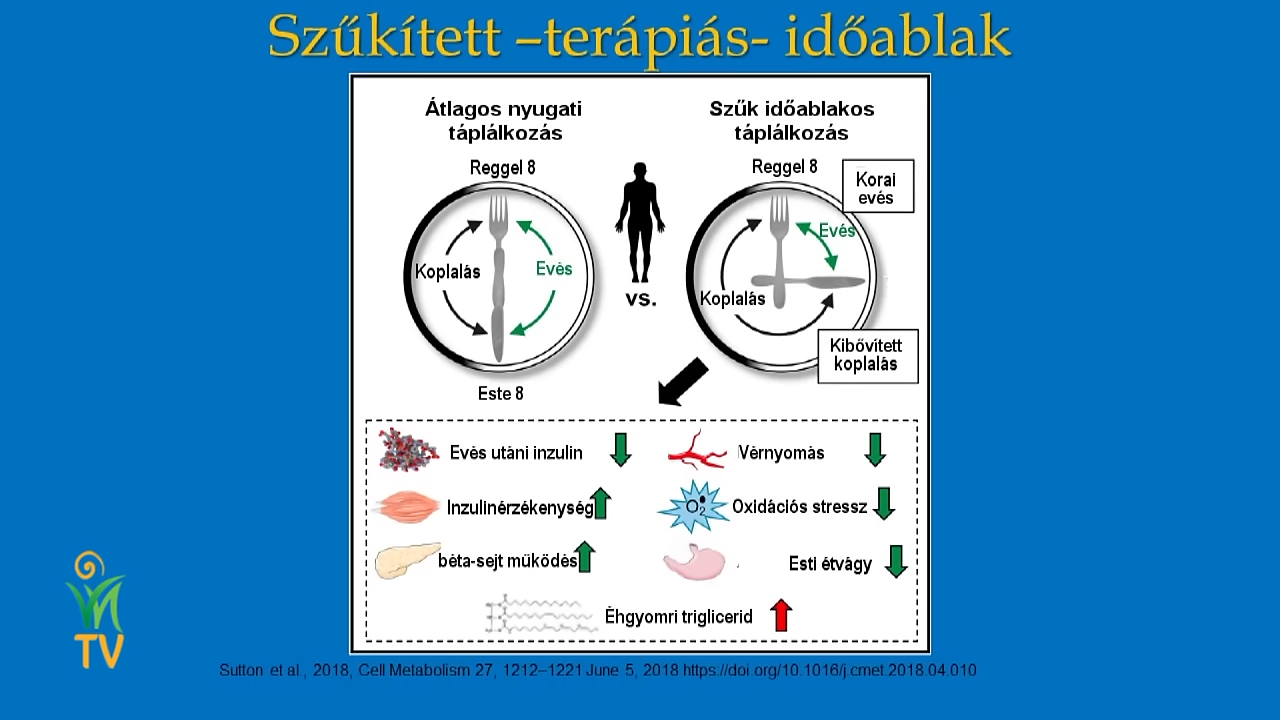 Szűkített –terápiás- időablak
Átlagos nyugati
táplálkozás
Reggel 8
Koplalás
Evés
Este 8
vs.
Szűk időablakos
táplálkozás
Reggel 8
Korai
evés
Evés
Koplalás
Kibővített
koplalás
Evés utáni inzulin
Vérnyomás
Inzulinérzékenység
O2
Oxidációs stressz
béta-sejt működés
Esti étvágy
Éhgyomri triglicerid
TV
Sutton et al., 2018, Cell Metabolism 27, 1212–1221 June 5, 2018 https://doi.org/10.1016/j.cmet.2018.04.010